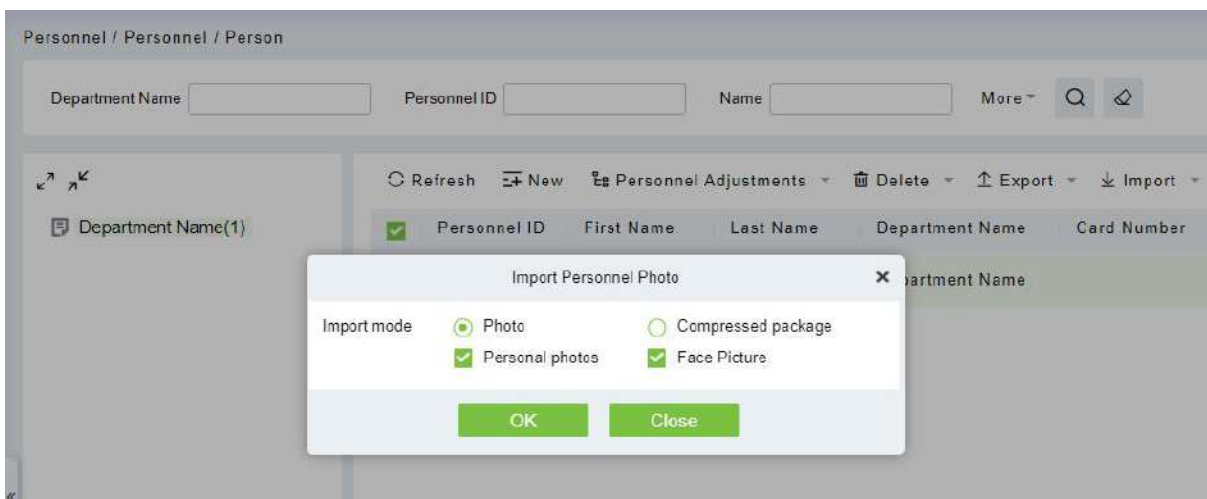 Personnel / Personnel / Person
Department Name Personnel ID Name More
Refresh New Personnel Adjustments Delete Export Import
Department Name(1)
Personnel ID First Name Last Name Department Name Card Number
Import Personnel Photo
artment Name
Import mode Photo Compressed package
Personal photos Face Picture
OK Close